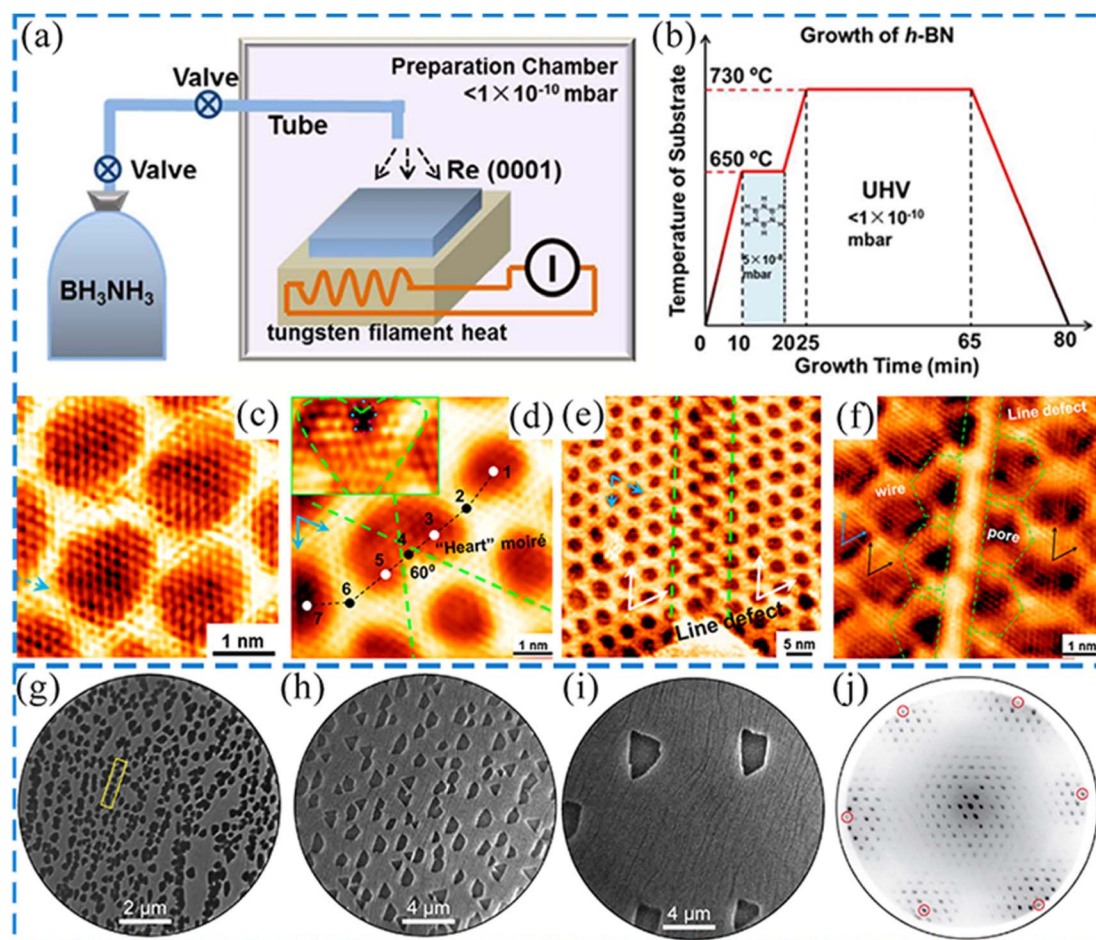 (a)
Valve
Preparation Chamber
<1×10⁻¹⁰ mbar
Tube
Valve
Re (0001)
BH₃NH₃
I
tungsten filament heat
(b)
Growth of h-BN
Temperature of Substrate
730 ºC
650 ºC
UHV
<1×10⁻¹⁰
mbar
5×10⁻⁸
mbar
0 10 20 25 65 80
Growth Time (min)
(c)
1 nm
(d)
1
2
3
4
"Heart" moiré
5
60º
6
7
1 nm
(e)
Line defect
5 nm
(f)
Line defect
wire
pore
1 nm
(g)
2 μm
(h)
4 μm
(i)
4 μm
(j)